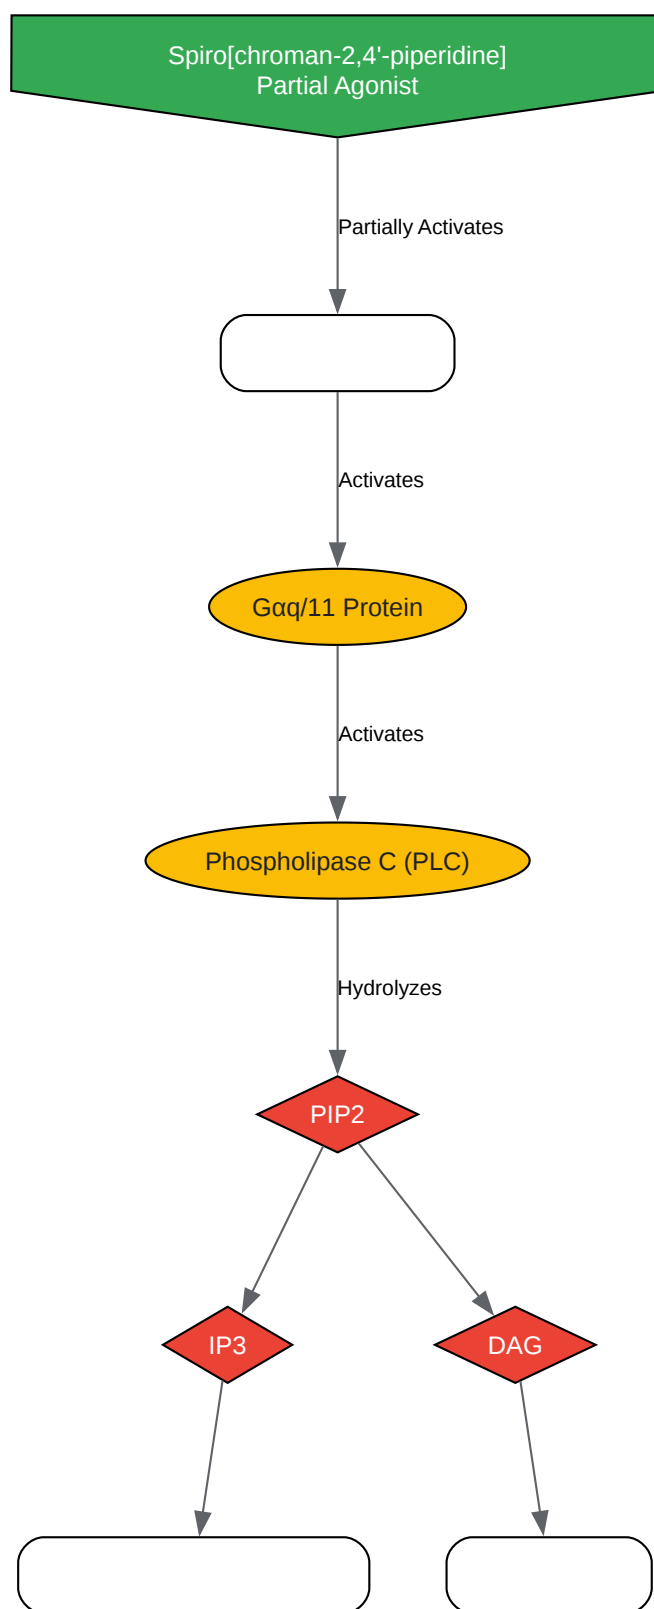 Spiro[chroman-2,4'-piperidine]
Partial Agonist
Partially Activates
Activates
Gαq/11 Protein
Activates
Phospholipase C (PLC)
Hydrolyzes
PIP2
IP3
DAG